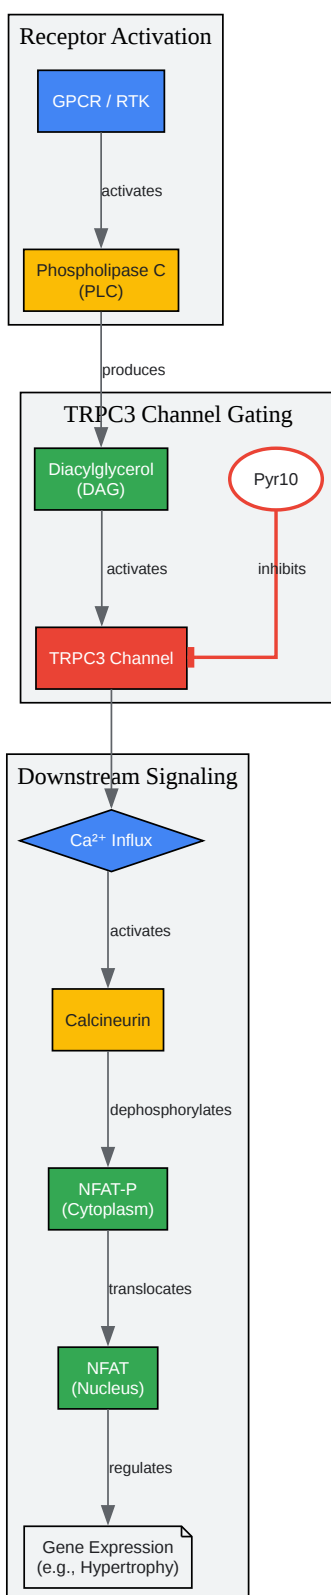 Receptor Activation
GPCR / RTK
activates
Phospholipase C
(PLC)
produces
TRPC3 Channel Gating
Diacylglycerol
(DAG)
Pyr10
activates
inhibits
TRPC3 Channel
Downstream Signaling
Ca²⁺ Influx
activates
Calcineurin
dephosphorylates
NFAT-P
(Cytoplasm)
translocates
NFAT
(Nucleus)
regulates
Gene Expression
(e.g., Hypertrophy)